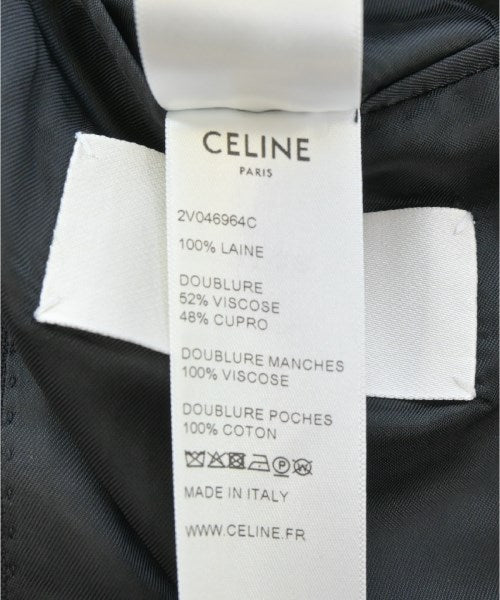 CELINE
PARIS
2V046964C
100% LAINE
DOUBLURE
52% VISCOSE
48% CUPRO
DOUBLURE MANCHES
100% VISCOSE
DOUBLURE POCHES
100% COTON
MADE IN ITALY
WWW.CELINE.FR